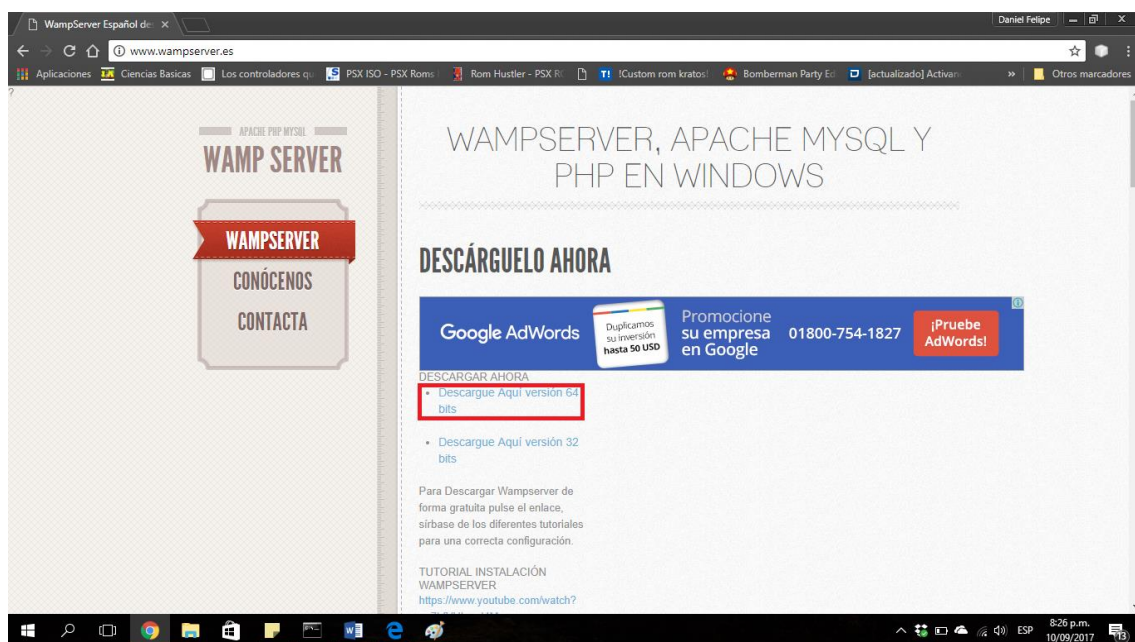 WampServer Español de
Daniel Felipe
www.wampserver.es
Aplicaciones
Ciencias Basicas
Los controladores qu
PSX ISO - PSX Roms
Rom Hustler - PSX R
T! !Custom rom kratos!
Bomberman Party Ed
[actualizado] Activar
»
Otros marcadores
?
APACHE PHP MYSQL
WAMP SERVER
WAMPSERVER
CONÓCENOS
CONTACTA
WAMPSERVER, APACHE MYSQL Y
PHP EN WINDOWS
DESCÁRGUELO AHORA
Google AdWords
Duplicamos
su inversión
hasta 50 USD
Promocione
su empresa
en Google
01800-754-1827
¡Pruebe
AdWords!
DESCARGAR AHORA
• Descargue Aquí versión 64
bits
• Descargue Aquí versión 32
bits
Para Descargar Wampserver de
forma gratuita pulse el enlace,
sírbase de los diferentes tutoriales
para una correcta configuración.
TUTORIAL INSTALACIÓN
WAMPSERVER
https://www.youtube.com/watch?
ESP
8:26 p.m.
10/09/2017